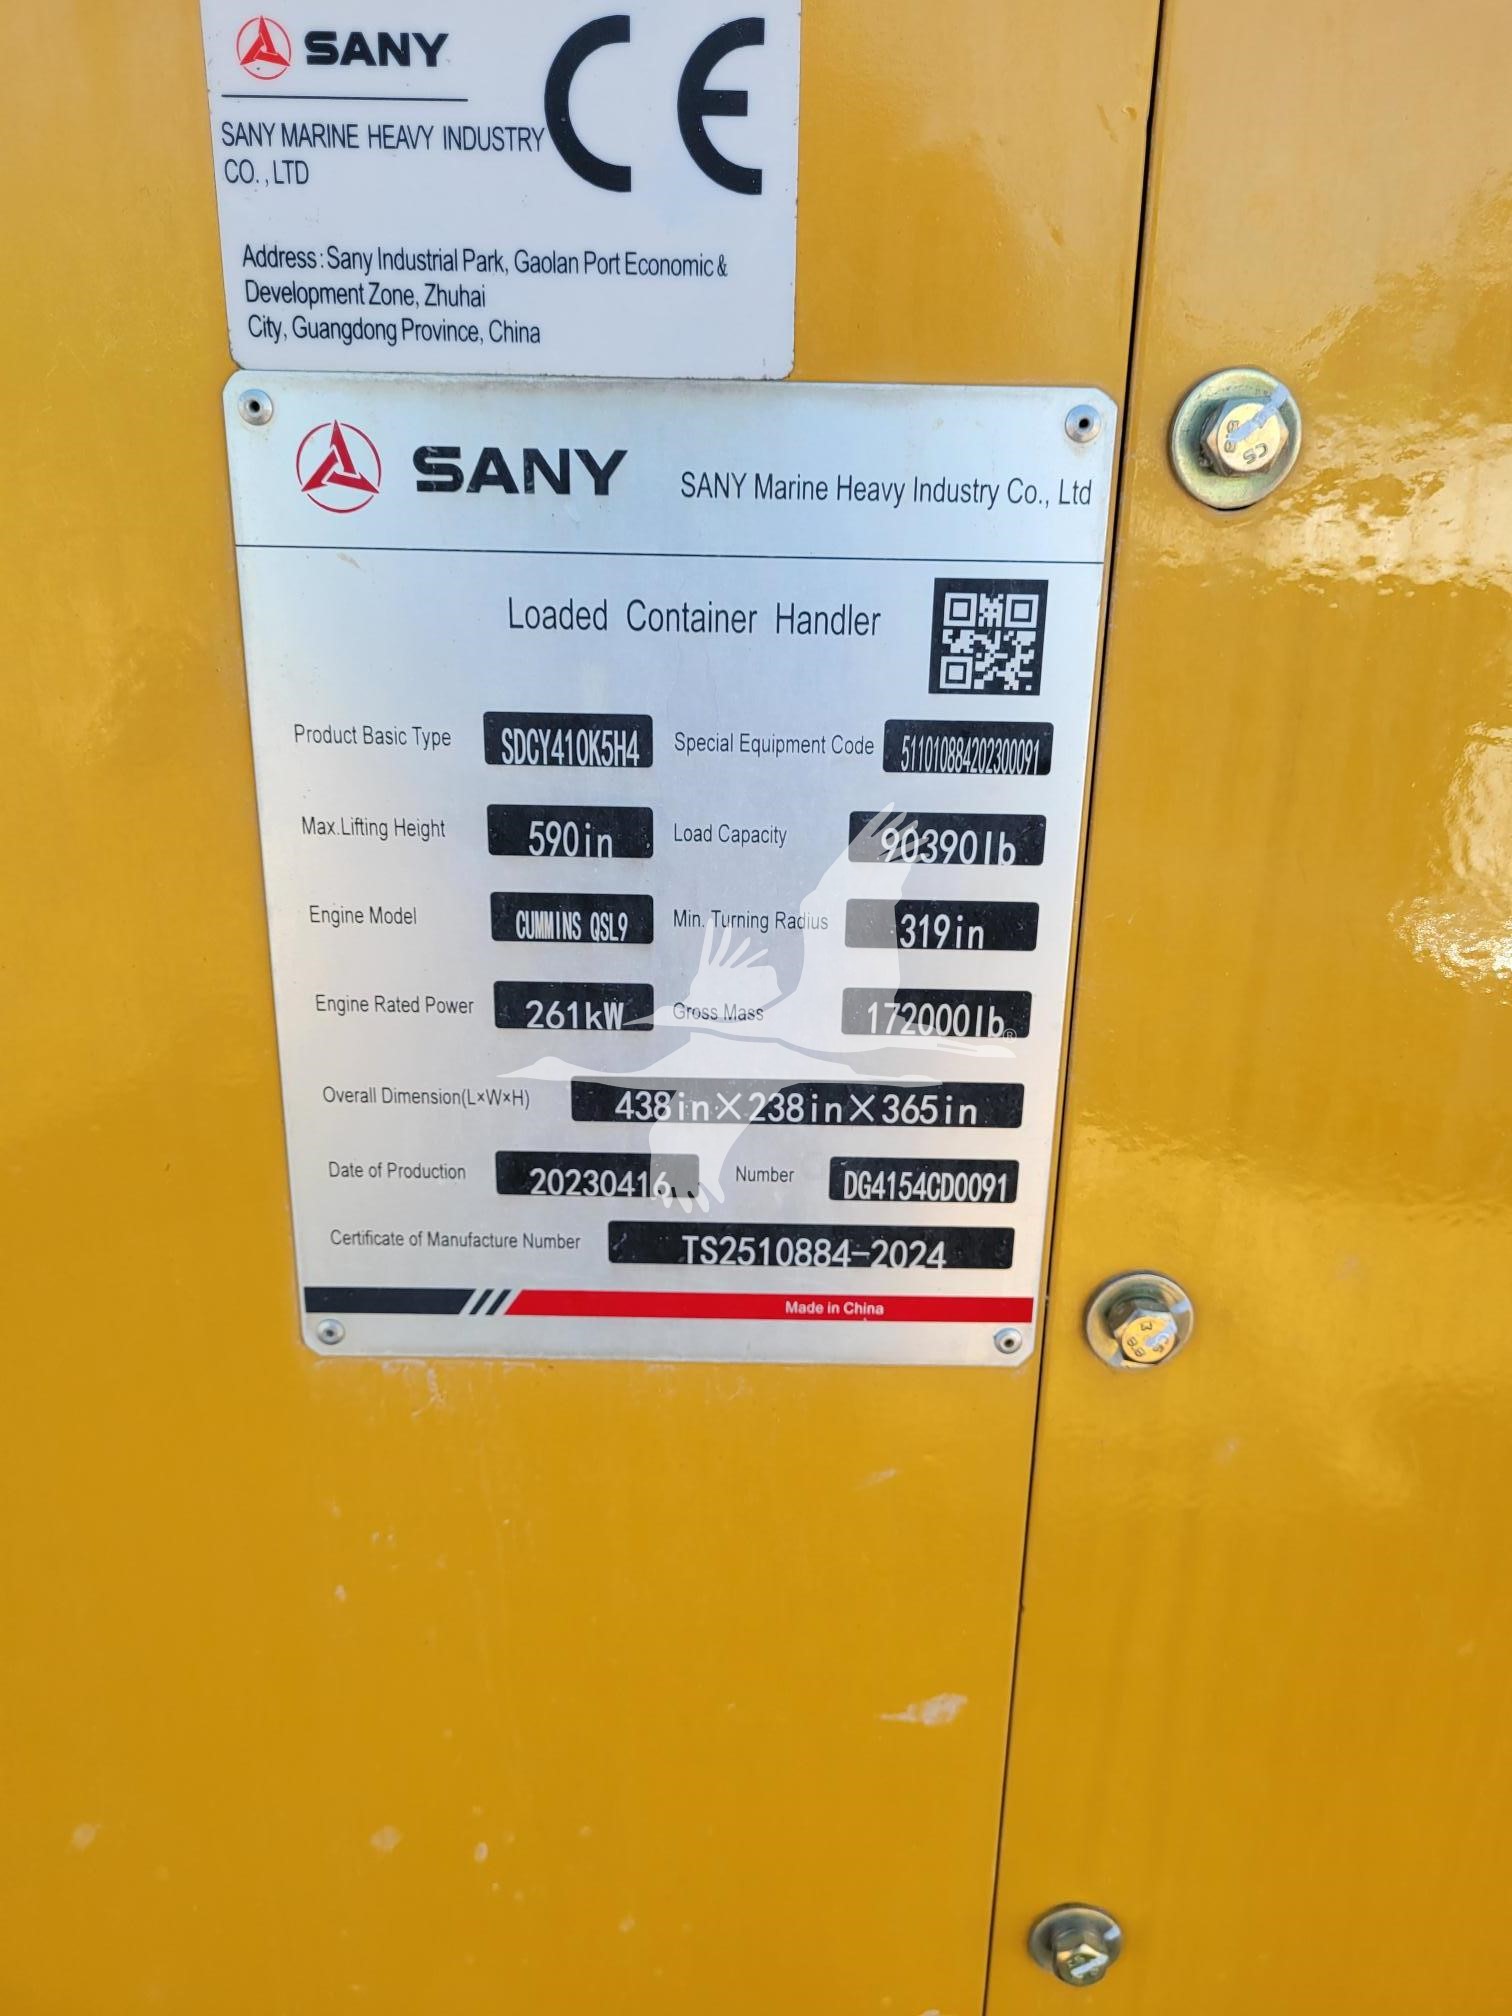 SANY
CE
SANY MARINE HEAVY INDUSTRY
CO.,LTD
Address:Sany Industrial Park, Gaolan Port Economic &
Development Zone, Zhuhai
City, Guangdong Province, China
SANY SANY Marine Heavy Industry Co., Ltd
Loaded Container Handler
Product Basic Type SDCY410K5H4 Special Equipment Code 511010884202300091
Max.Lifting Height 590in Load Capacity 90390lb
Engine Model CUMMINS QSL9 Min. Turning Radius 319in
Engine Rated Power 261kW Gross Mass 172000lb
Overall Dimension(L×W×H) 438in×238in×365in
Date of Production 20230416 Number DG4154CD0091
Certificate of Manufacture Number TS2510884-2024
Made in China